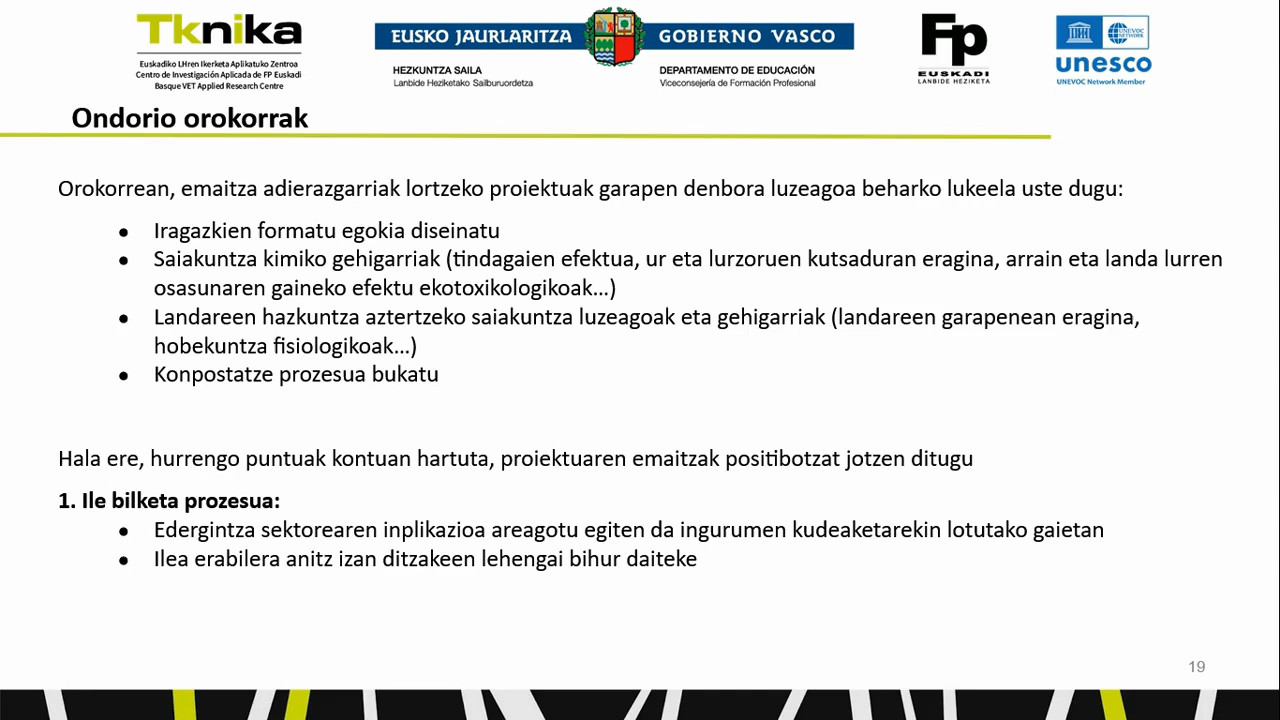 Tknika
Euskadiko LHren Ikerketa Aplikatuko Zentroa
Centro de Investigación Aplicada de FP Euskadi
Basque VET Applied Research Centre
EUSKO JAURLARITZA
GOBIERNO VASCO
HEZKUNTZA SAILA
Lanbide Heziketako Sailburuordetza
DEPARTAMENTO DE EDUCACIÓN
Viceconsejería de Formación Profesional
Fp
EUSKADI
LANBIDE HEZIKETA
UNEVOC
NETWORK
unesco
UNEVOC Network Member
Ondorio orokorrak
Orokorrean, emaitza adierazgarriak lortzeko proiektuak garapen denbora luzeagoa beharko lukeela uste dugu:
● Iragazkien formatu egokia diseinatu
● Saiakuntza kimiko gehigarriak (tindagaien efektua, ur eta lurzoruen kutsaduran eragina, arrain eta landa lurren
osasunaren gaineko efektu ekotoxikologikoak…)
● Landareen hazkuntza aztertzeko saiakuntza luzeagoak eta gehigarriak (landareen garapenean eragina,
hobekuntza fisiologikoak…)
● Konpostatze prozesua bukatu
Hala ere, hurrengo puntuak kontuan hartuta, proiektuaren emaitzak positibotzat jotzen ditugu
1. Ile bilketa prozesua:
● Edergintza sektorearen inplikazioa areagotu egiten da ingurumen kudeaketarekin lotutako gaietan
● Ilea erabilera anitz izan ditzakeen lehengai bihur daiteke
19